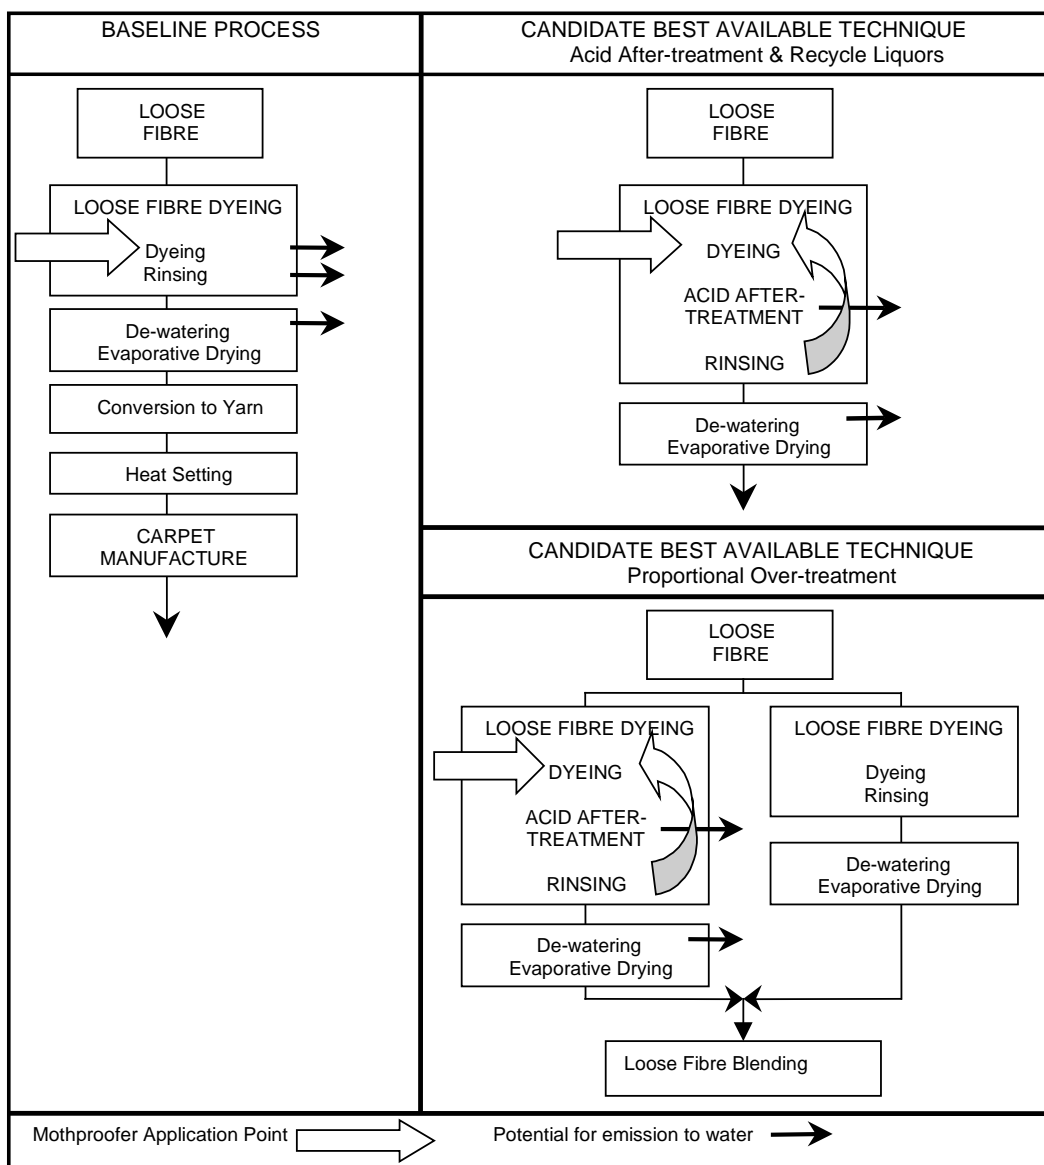 BASELINE PROCESS
LOOSE
FIBRE
LOOSE FIBRE DYEING
Dyeing
Rinsing
De-watering
Evaporative Drying
Conversion to Yarn
Heat Setting
CARPET
MANUFACTURE
CANDIDATE BEST AVAILABLE TECHNIQUE
Acid After-treatment & Recycle Liquors
LOOSE
FIBRE
LOOSE FIBRE DYEING
DYEING
ACID AFTER-
TREATMENT
RINSING
De-watering
Evaporative Drying
CANDIDATE BEST AVAILABLE TECHNIQUE
Proportional Over-treatment
LOOSE
FIBRE
LOOSE FIBRE DYEING
DYEING
ACID AFTER-
TREATMENT
RINSING
De-watering
Evaporative Drying
LOOSE FIBRE DYEING
Dyeing
Rinsing
De-watering
Evaporative Drying
Loose Fibre Blending
Mothproofer Application Point
Potential for emission to water